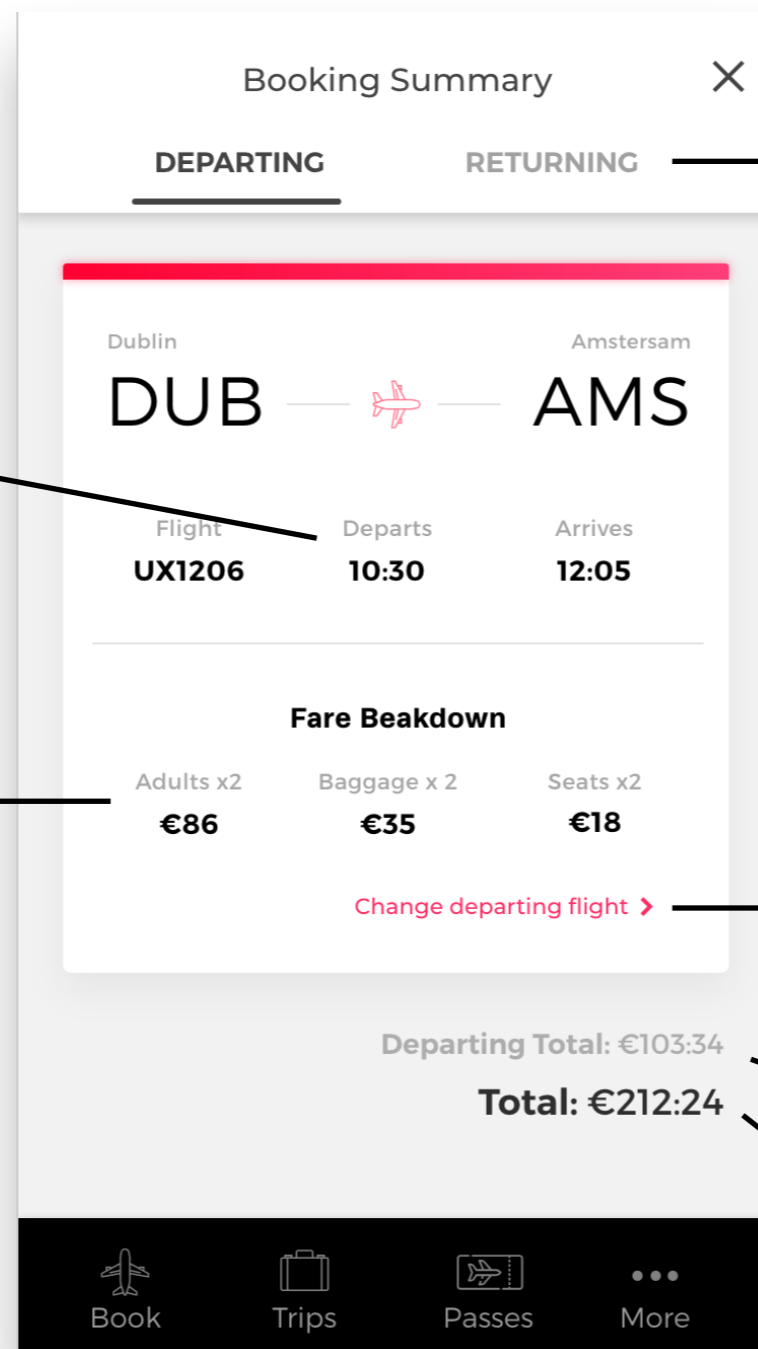 Booking Summary
DEPARTING RETURNING
Dublin Amstersam
DUB AMS
Flight Departs Arrives
UX1206 10:30 12:05
Fare Beakdown
Adults x2 Baggage x 2 Seats x2
€86 €35 €18
Change departing flight
Departing Total: €103:34
Total: €212:24
Book Trips Passes More